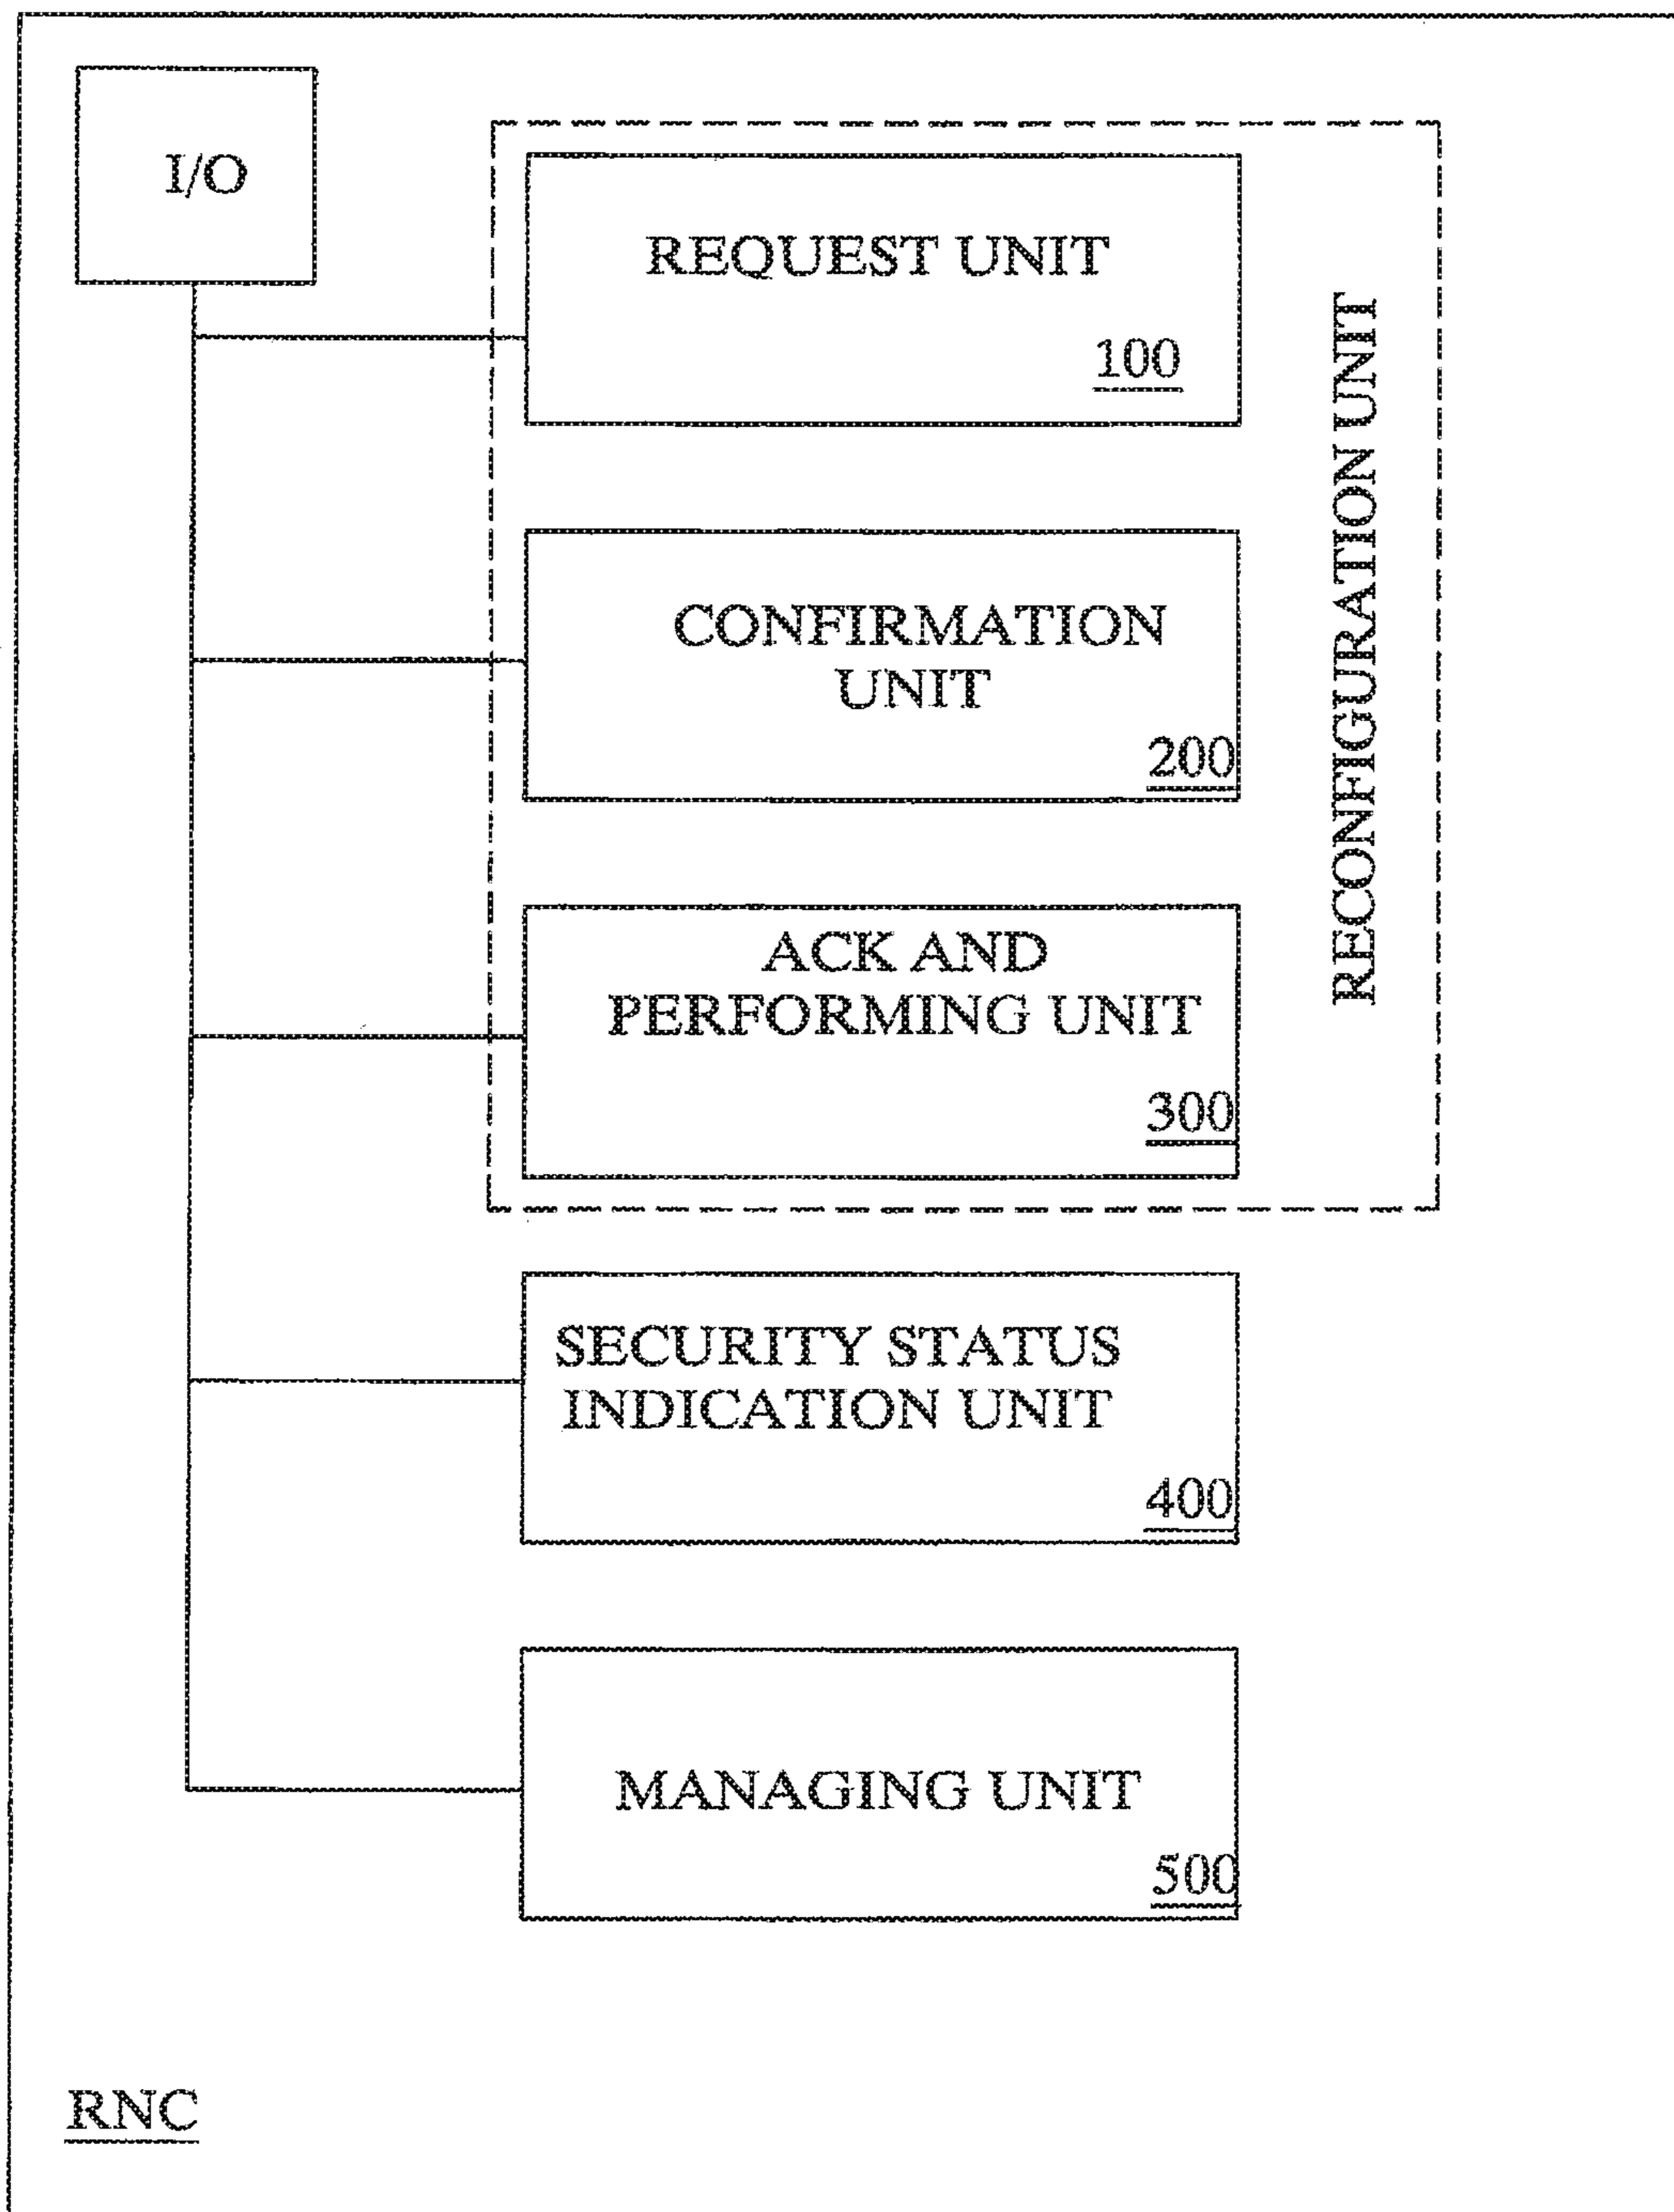 I/O
REQUEST UNIT
100
CONFIRMATION
UNIT
200
ACK AND
PERFORMING UNIT
300
RECONFIGURATION UNIT
SECURITY STATUS
INDICATION UNIT
400
MANAGING UNIT
500
RNC